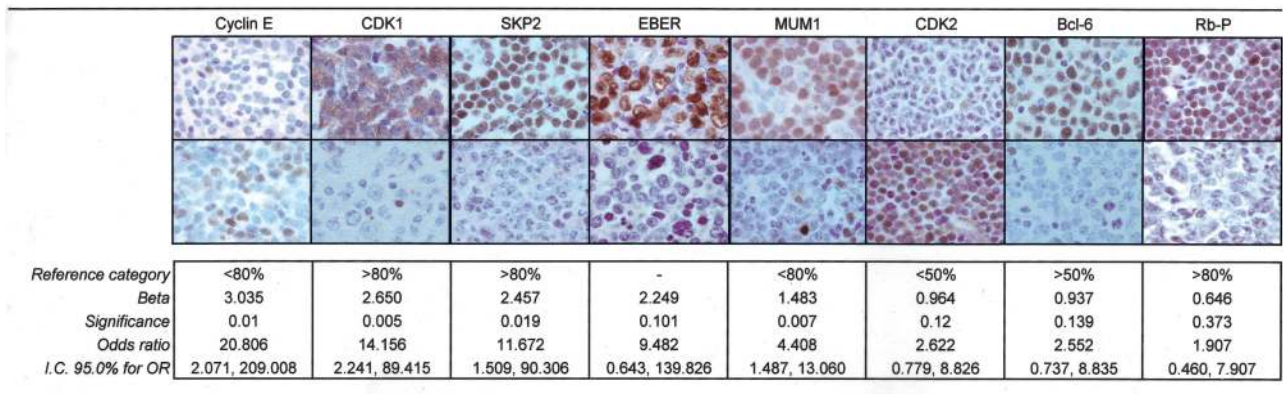 Cyclin E CDK1 SKP2 EBER MUM1 CDK2 Bcl-6 Rb-P
Reference category <80% >80% >80% - <80% <50% >50% >80%
Beta 3.035 2.650 2.457 2.249 1.483 0.964 0.937 0.646
Significance 0.01 0.005 0.019 0.101 0.007 0.12 0.139 0.373
Odds ratio 20.806 14.156 11.672 9.482 4.408 2.622 2.552 1.907
I.C. 95.0% for OR 2.071, 209.008 2.241, 89.415 1.509, 90.306 0.643, 139.826 1.487, 13.060 0.779, 8.826 0.737, 8.835 0.460, 7.907